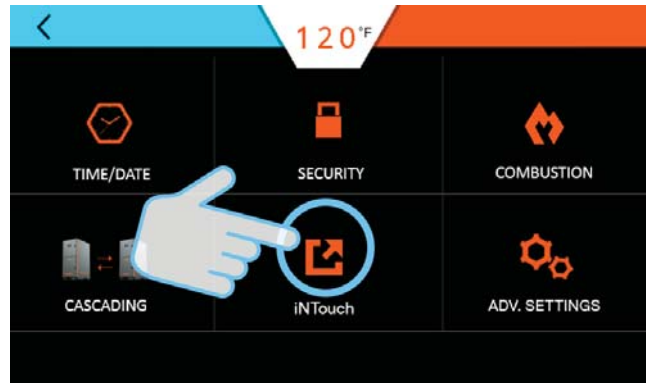 120°F
TIME/DATE
SECURITY
COMBUSTION
CASCADING
iNTouch
ADV. SETTINGS